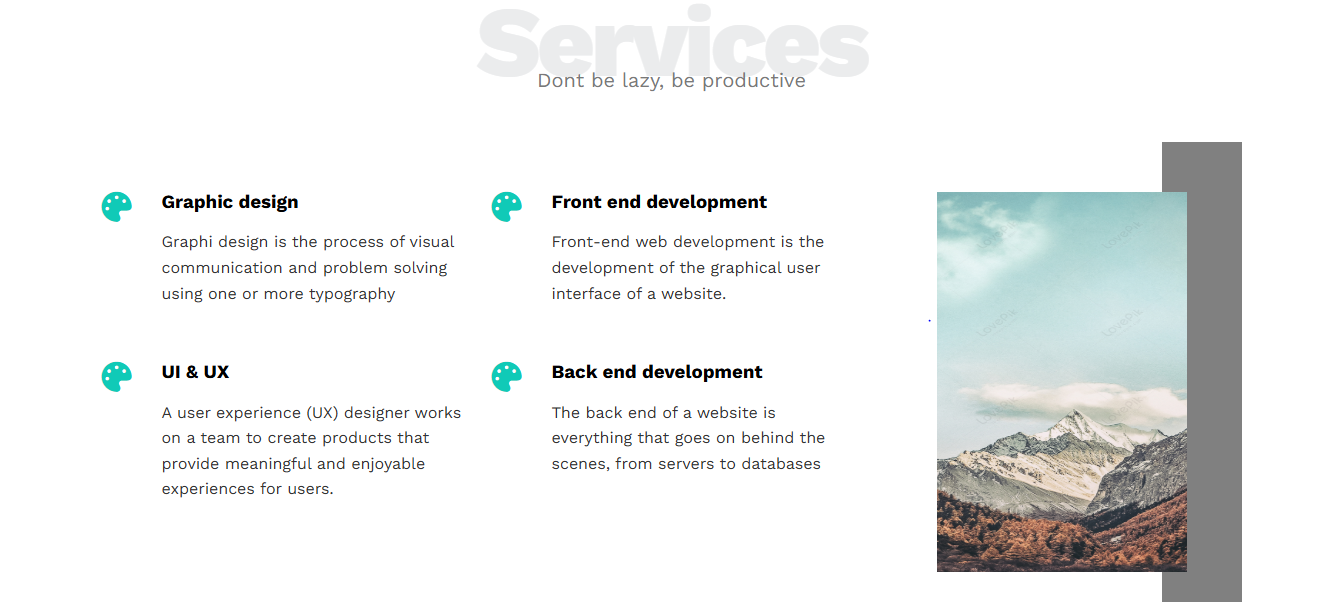 Services
Dont be lazy, be productive
Graphic design
Graphi design is the process of visual
communication and problem solving
using one or more typography
Front end development
Front-end web development is the
development of the graphical user
interface of a website.
UI & UX
A user experience (UX) designer works
on a team to create products that
provide meaningful and enjoyable
experiences for users.
Back end development
The back end of a website is
everything that goes on behind the
scenes, from servers to databases